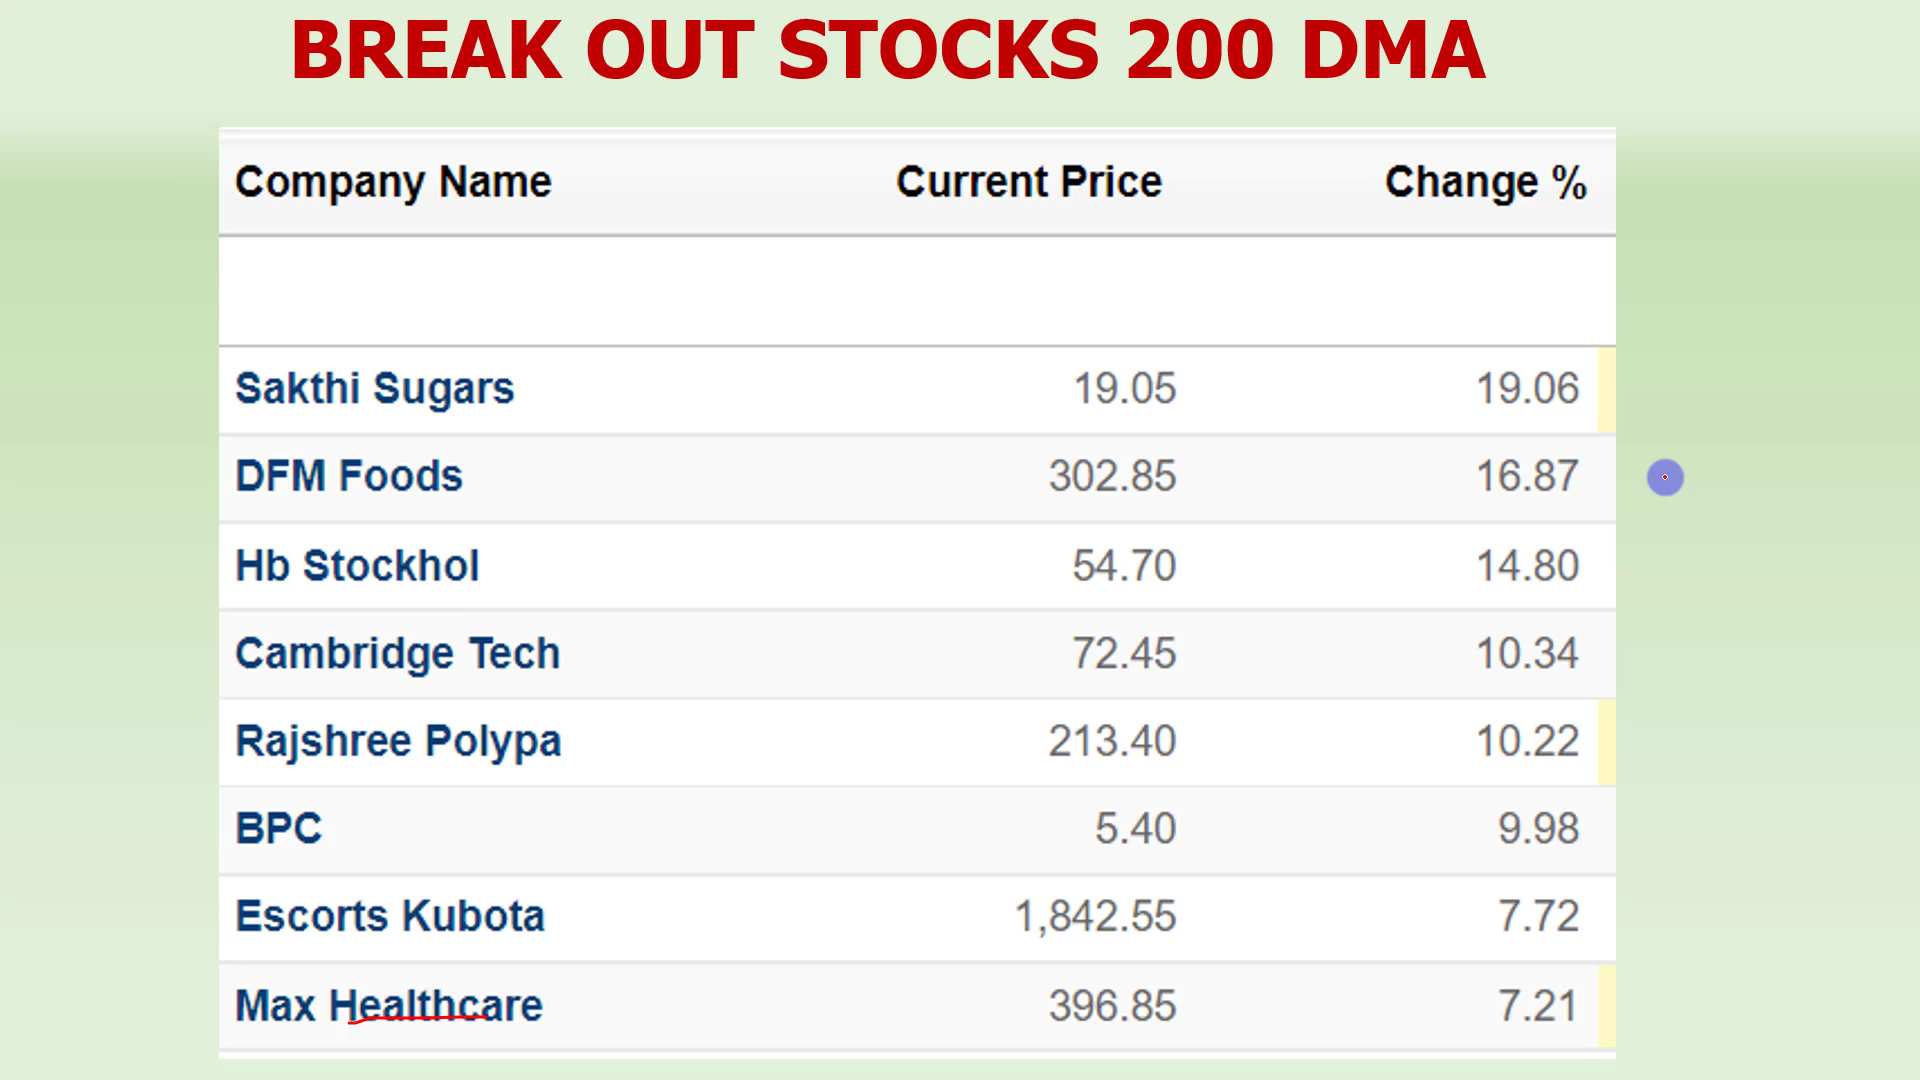 BREAK OUT STOCKS 200 DMA
Company Name Current Price Change %
Sakthi Sugars 19.05 19.06
DFM Foods 302.85 16.87
Hb Stockhol 54.70 14.80
Cambridge Tech 72.45 10.34
Rajshree Polypa 213.40 10.22
BPC 5.40 9.98
Escorts Kubota 1,842.55 7.72
Max Healthcare 396.85 7.21